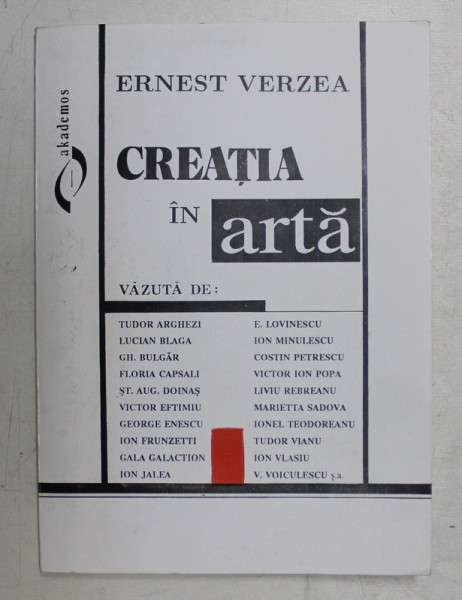 akademos
ERNEST VERZEA
CREAȚIA
ÎN artă
VĂZUTĂ DE:
TUDOR ARGHEZI
LUCIAN BLAGA
GH. BULGĂR
FLORIA CAPSALI
ȘT. AUG. DOINAȘ
VICTOR EFTIMIU
GEORGE ENESCU
ION FRUNZETTI
GALA GALACTION
ION JALEA
E. LOVINESCU
ION MINULESCU
COSTIN PETRESCU
VICTOR ION POPA
LIVIU REBREANU
MARIETTA SADOVA
IONEL TEODOREANU
TUDOR VIANU
ION VLASIU
V. VOICULESCU ș.a.